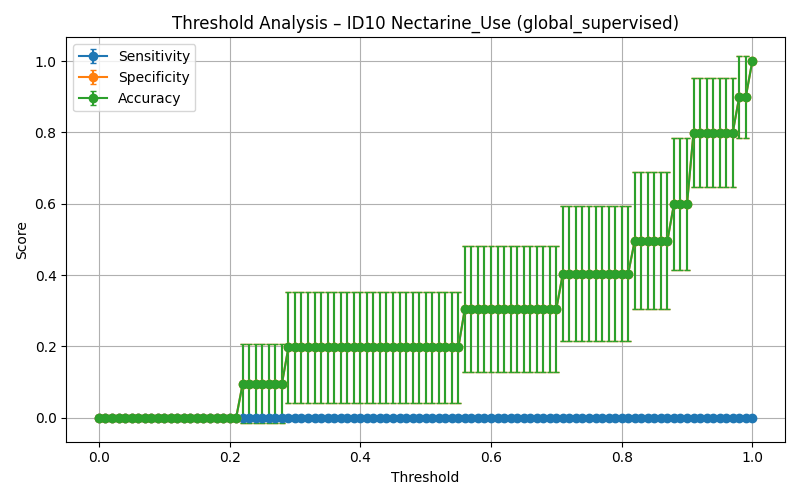 Threshold Analysis – ID10 Nectarine_Use (global_supervised)
Sensitivity
Specificity
Accuracy
1.0
0.8
0.6
0.4
0.2
0.0
Score
0.0 0.2 0.4 0.6 0.8 1.0
Threshold